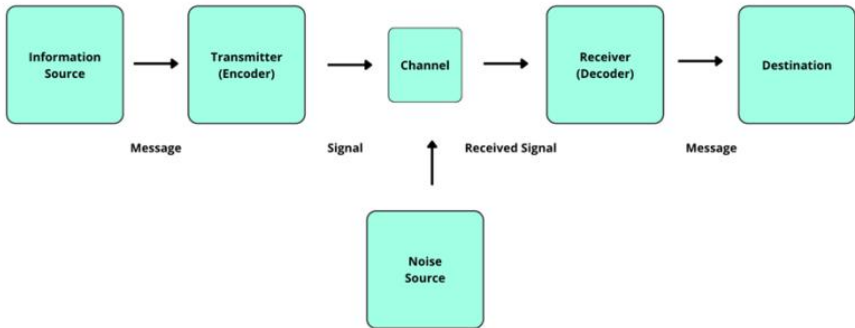 Information
Source
Transmitter
(Encoder)
Channel
Receiver
(Decoder)
Destination
Message
Signal
Received Signal
Message
Noise
Source